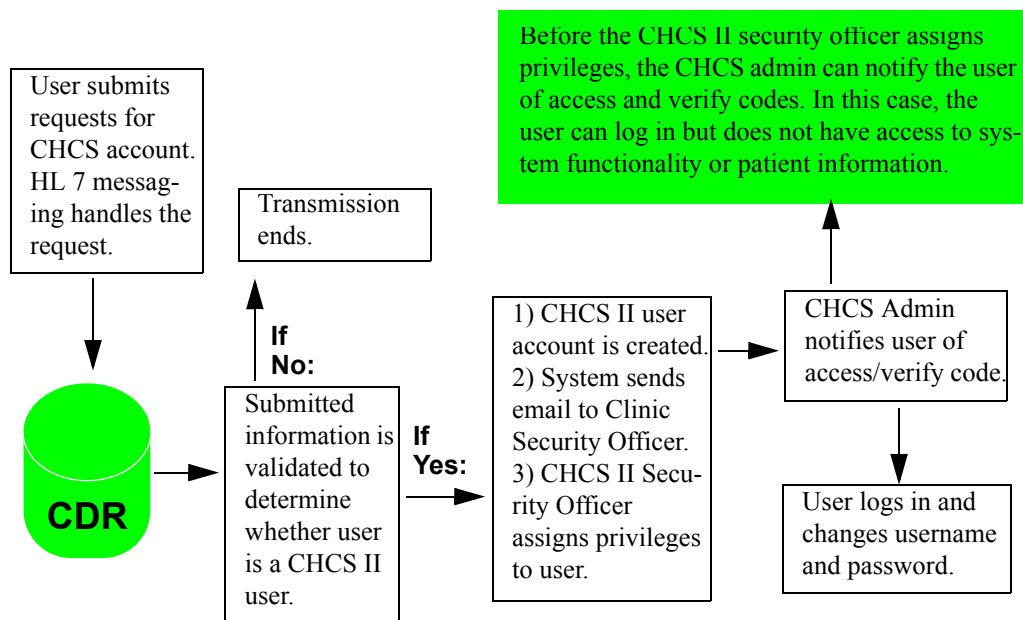 User submits
requests for
CHCS account.
HL 7 messag-
ing handles the
request.
CDR
Transmission
ends.
If
No:
Submitted
information is
validated to
determine
whether user
is a CHCS II
user.
If
Yes:
1) CHCS II user
account is created.
2) System sends
email to Clinic
Security Officer.
3) CHCS II Secu-
rity Officer
assigns privileges
to user.
Before the CHCS II security officer assigns
privileges, the CHCS admin can notify the user
of access and verify codes. In this case, the
user can log in but does not have access to sys-
tem functionality or patient information.
CHCS Admin
notifies user of
access/verify code.
User logs in and
changes username
and password.